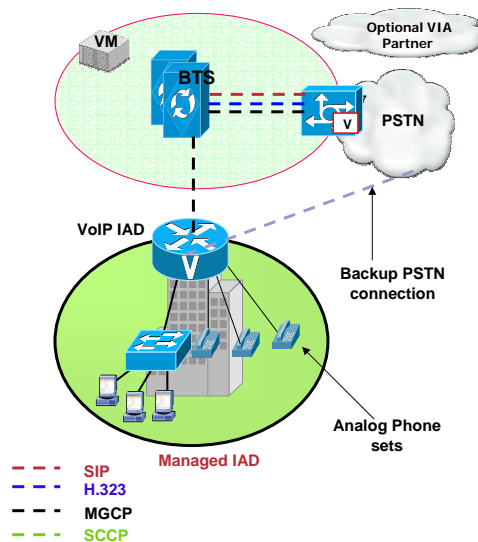 VM
Optional VIA
Partner
BTS
V
PSTN
VoIP IAD
V
Backup PSTN
connection
Analog Phone
sets
Managed IAD
SIP
H.323
MGCP
SCCP